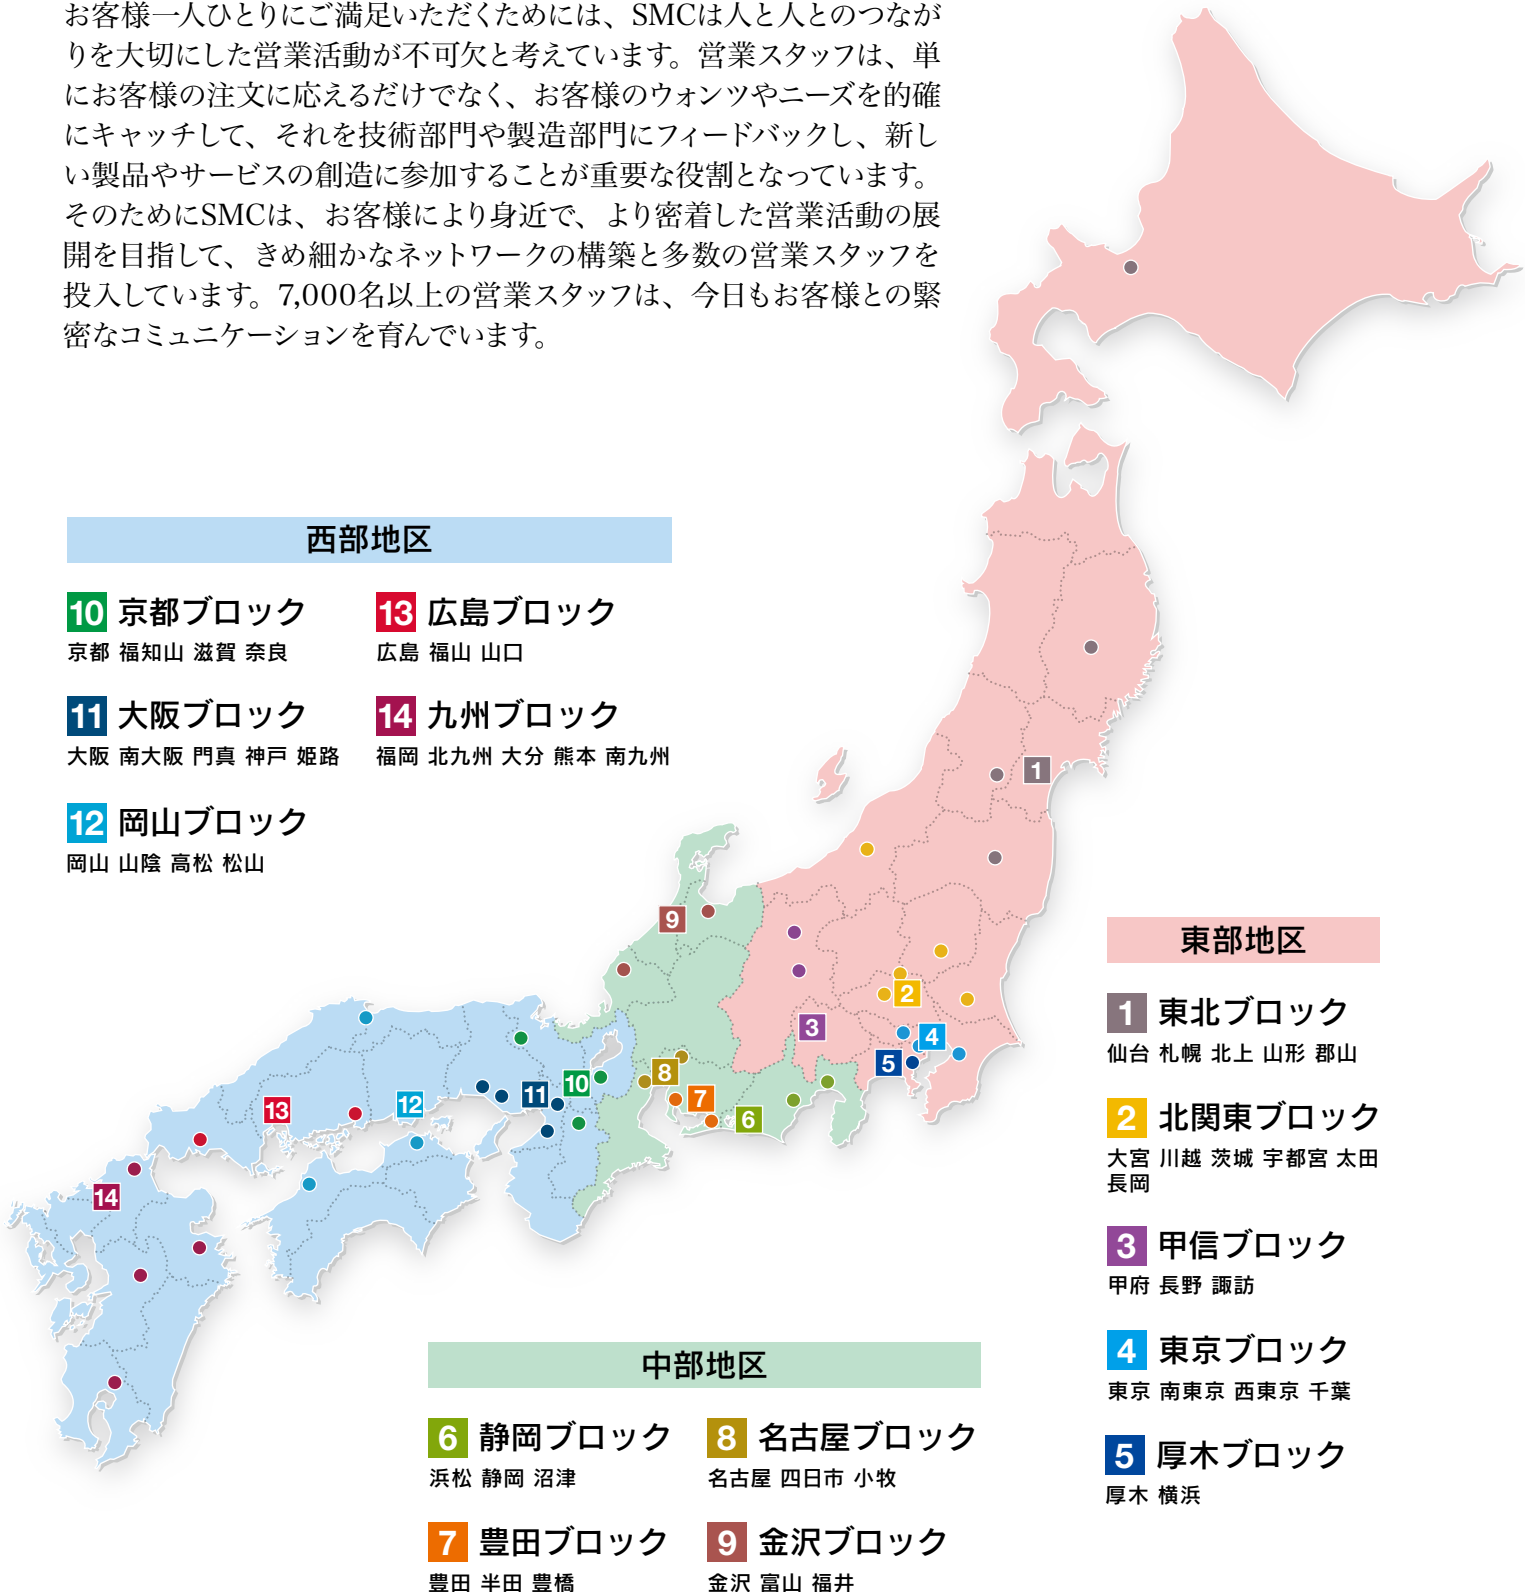 お客様一人ひとりにご満足いただくためには、SMCは人と人とのつなが
りを大切にした営業活動が不可欠と考えています。営業スタッフは、単
にお客様の注文に応えるだけでなく、お客様のウォンツやニーズを的確
にキャッチして、それを技術部門や製造部門にフィードバックし、新し
い製品やサービスの創造に参加することが重要な役割となっています。
そのためにSMCは、お客様により身近で、より密着した営業活動の展
開を目指して、きめ細かなネットワークの構築と多数の営業スタッフを
投入しています。7,000名以上の営業スタッフは、今日もお客様との緊
密なコミュニケーションを育んでいます。
西部地区
10 京都ブロック
京都 福知山 滋賀 奈良
11 大阪ブロック
大阪 南大阪 門真 神戸 姫路
12 岡山ブロック
岡山 山陰 高松 松山
13 広島ブロック
広島 福山 山口
14 九州ブロック
福岡 北九州 大分 熊本 南九州
1
9
2
3
4
5
8
10
11
7
12
13
6
14
東部地区
1 東北ブロック
仙台 札幌 北上 山形 郡山
2 北関東ブロック
大宮 川越 茨城 宇都宮 太田
長岡
3 甲信ブロック
甲府 長野 諏訪
4 東京ブロック
東京 南東京 西東京 千葉
5 厚木ブロック
厚木 横浜
中部地区
6 静岡ブロック
浜松 静岡 沼津
7 豊田ブロック
豊田 半田 豊橋
8 名古屋ブロック
名古屋 四日市 小牧
9 金沢ブロック
金沢 富山 福井